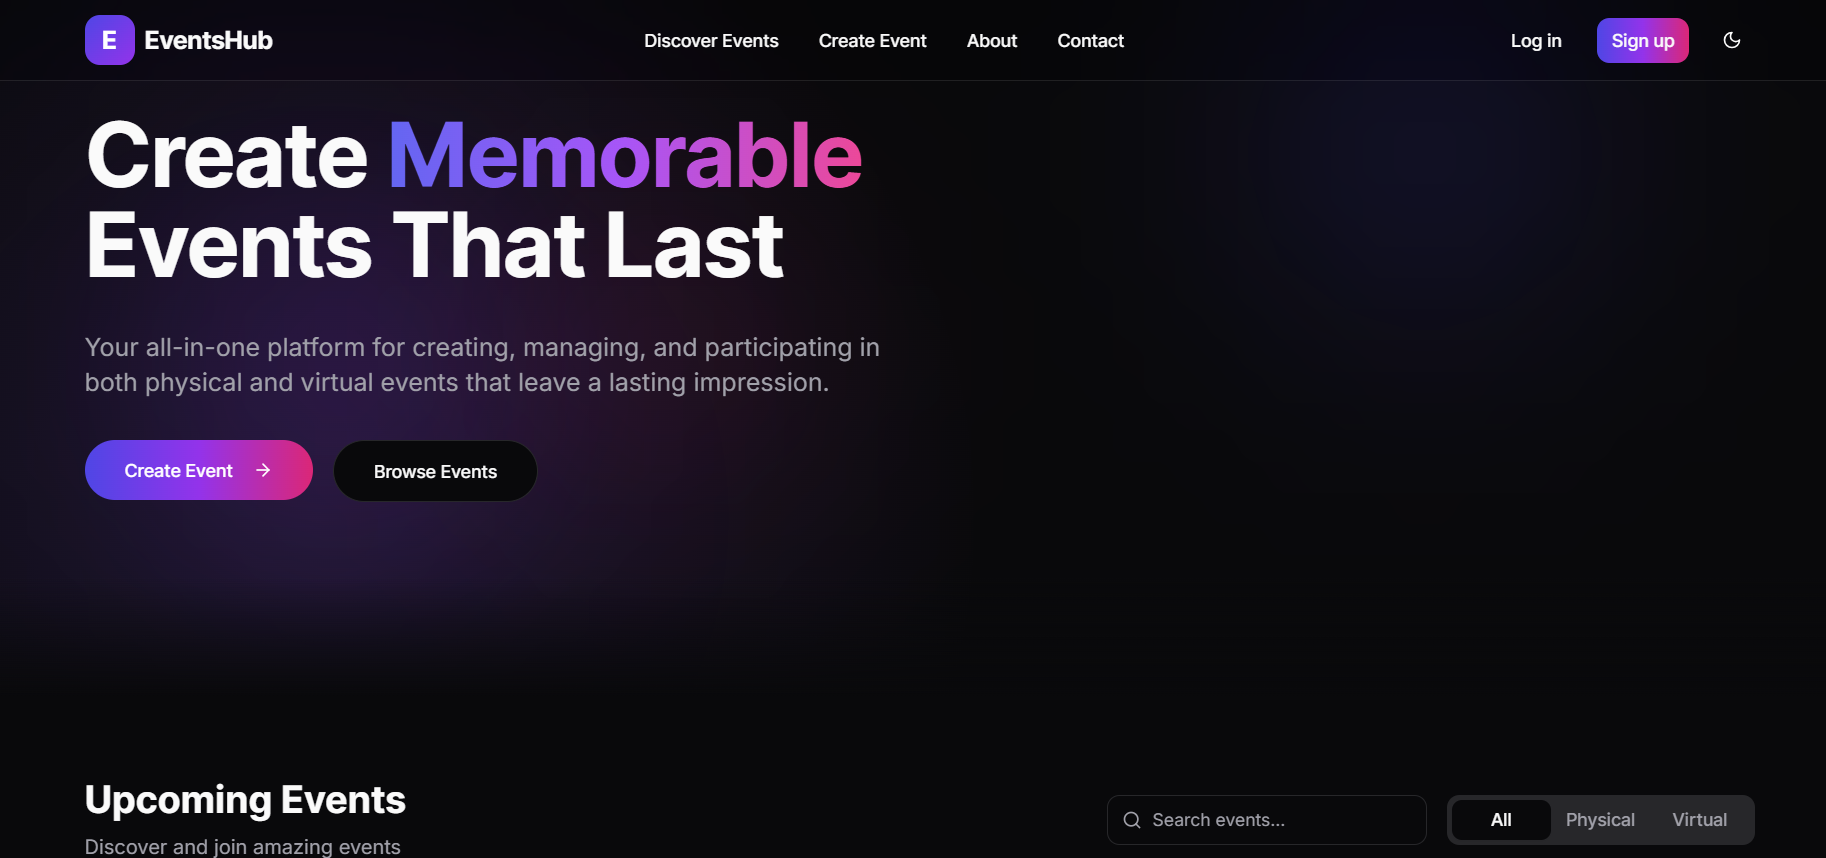 E EventsHub
Discover Events
Create Event
About
Contact
Log in
Sign up
Create Memorable
Events That Last
Your all-in-one platform for creating, managing, and participating in
both physical and virtual events that leave a lasting impression.
Create Event
Browse Events
Upcoming Events
Discover and join amazing events
Search events...
All
Physical
Virtual